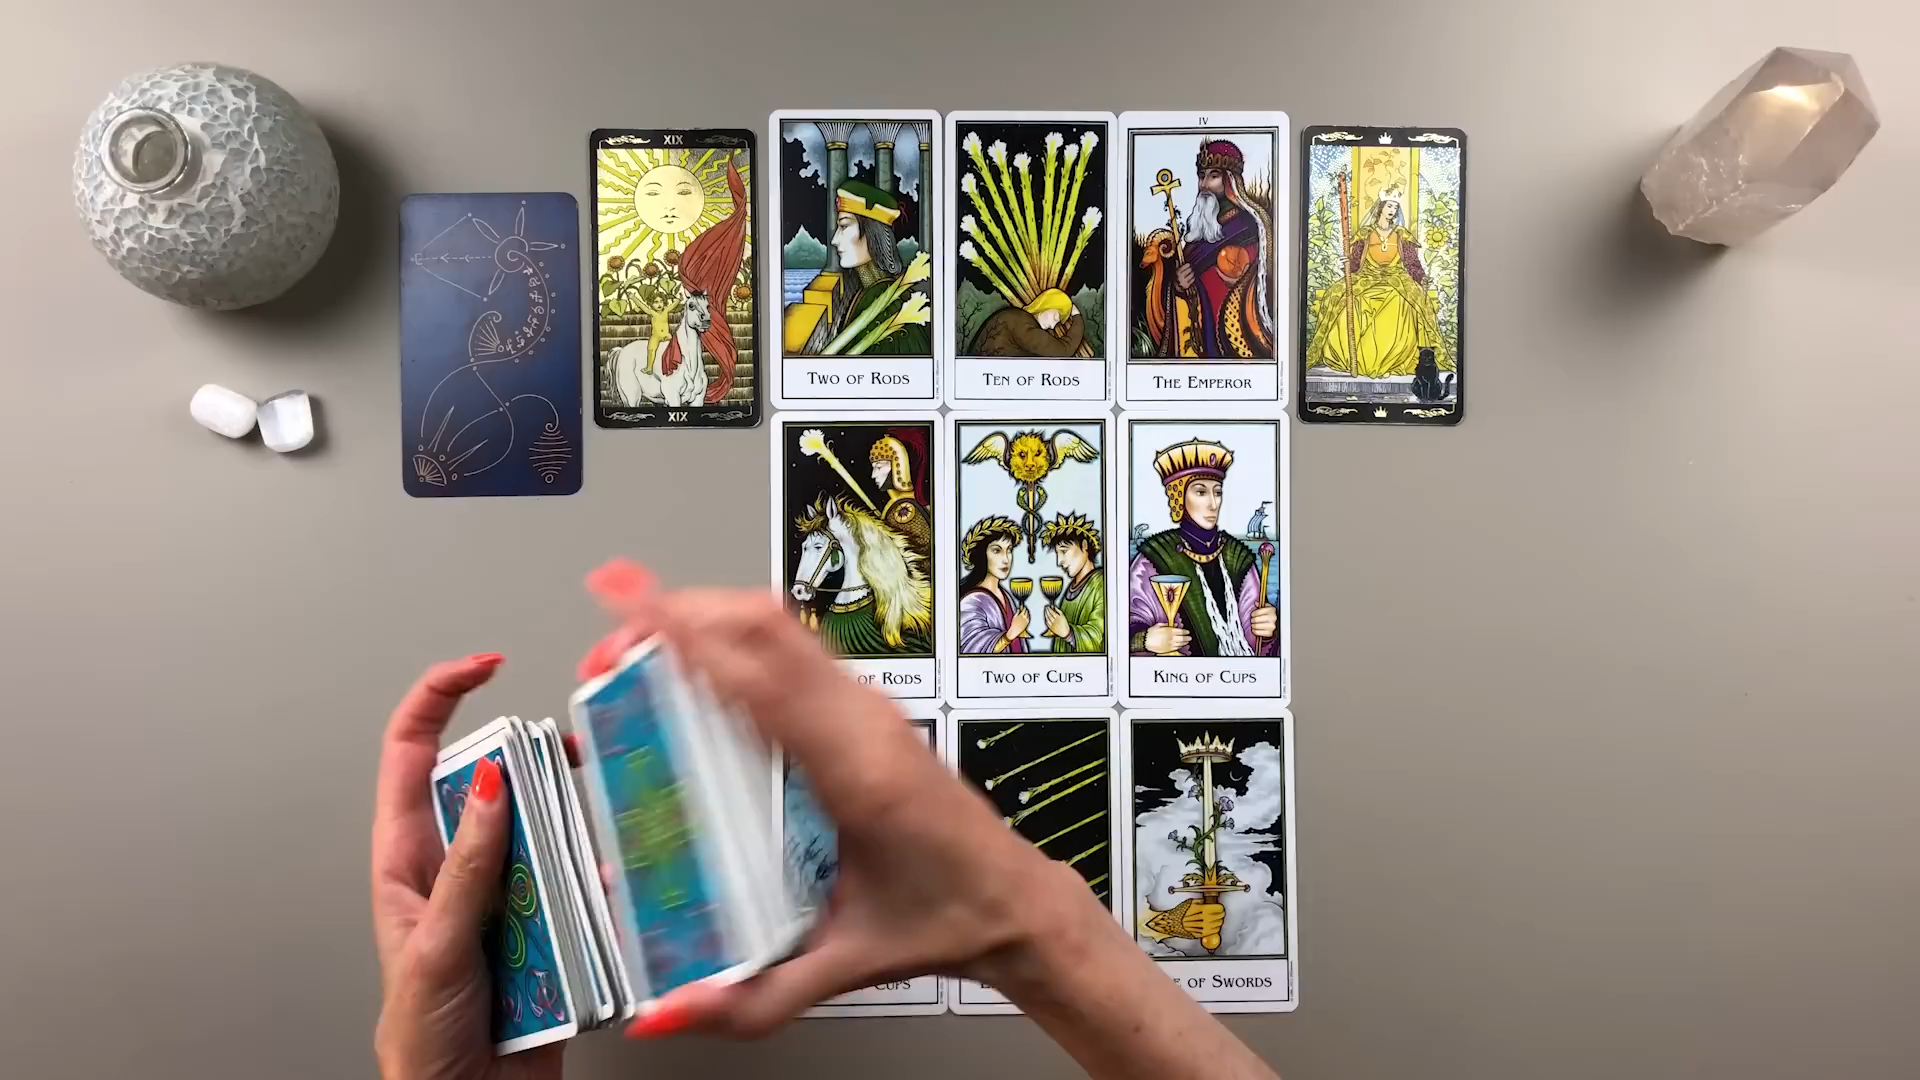 XIX
XIX
IV
TWO OF RODS
TEN OF RODS
THE EMPEROR
OF RODS
TWO OF CUPS
KING OF CUPS
CUPS
OF SWORDS